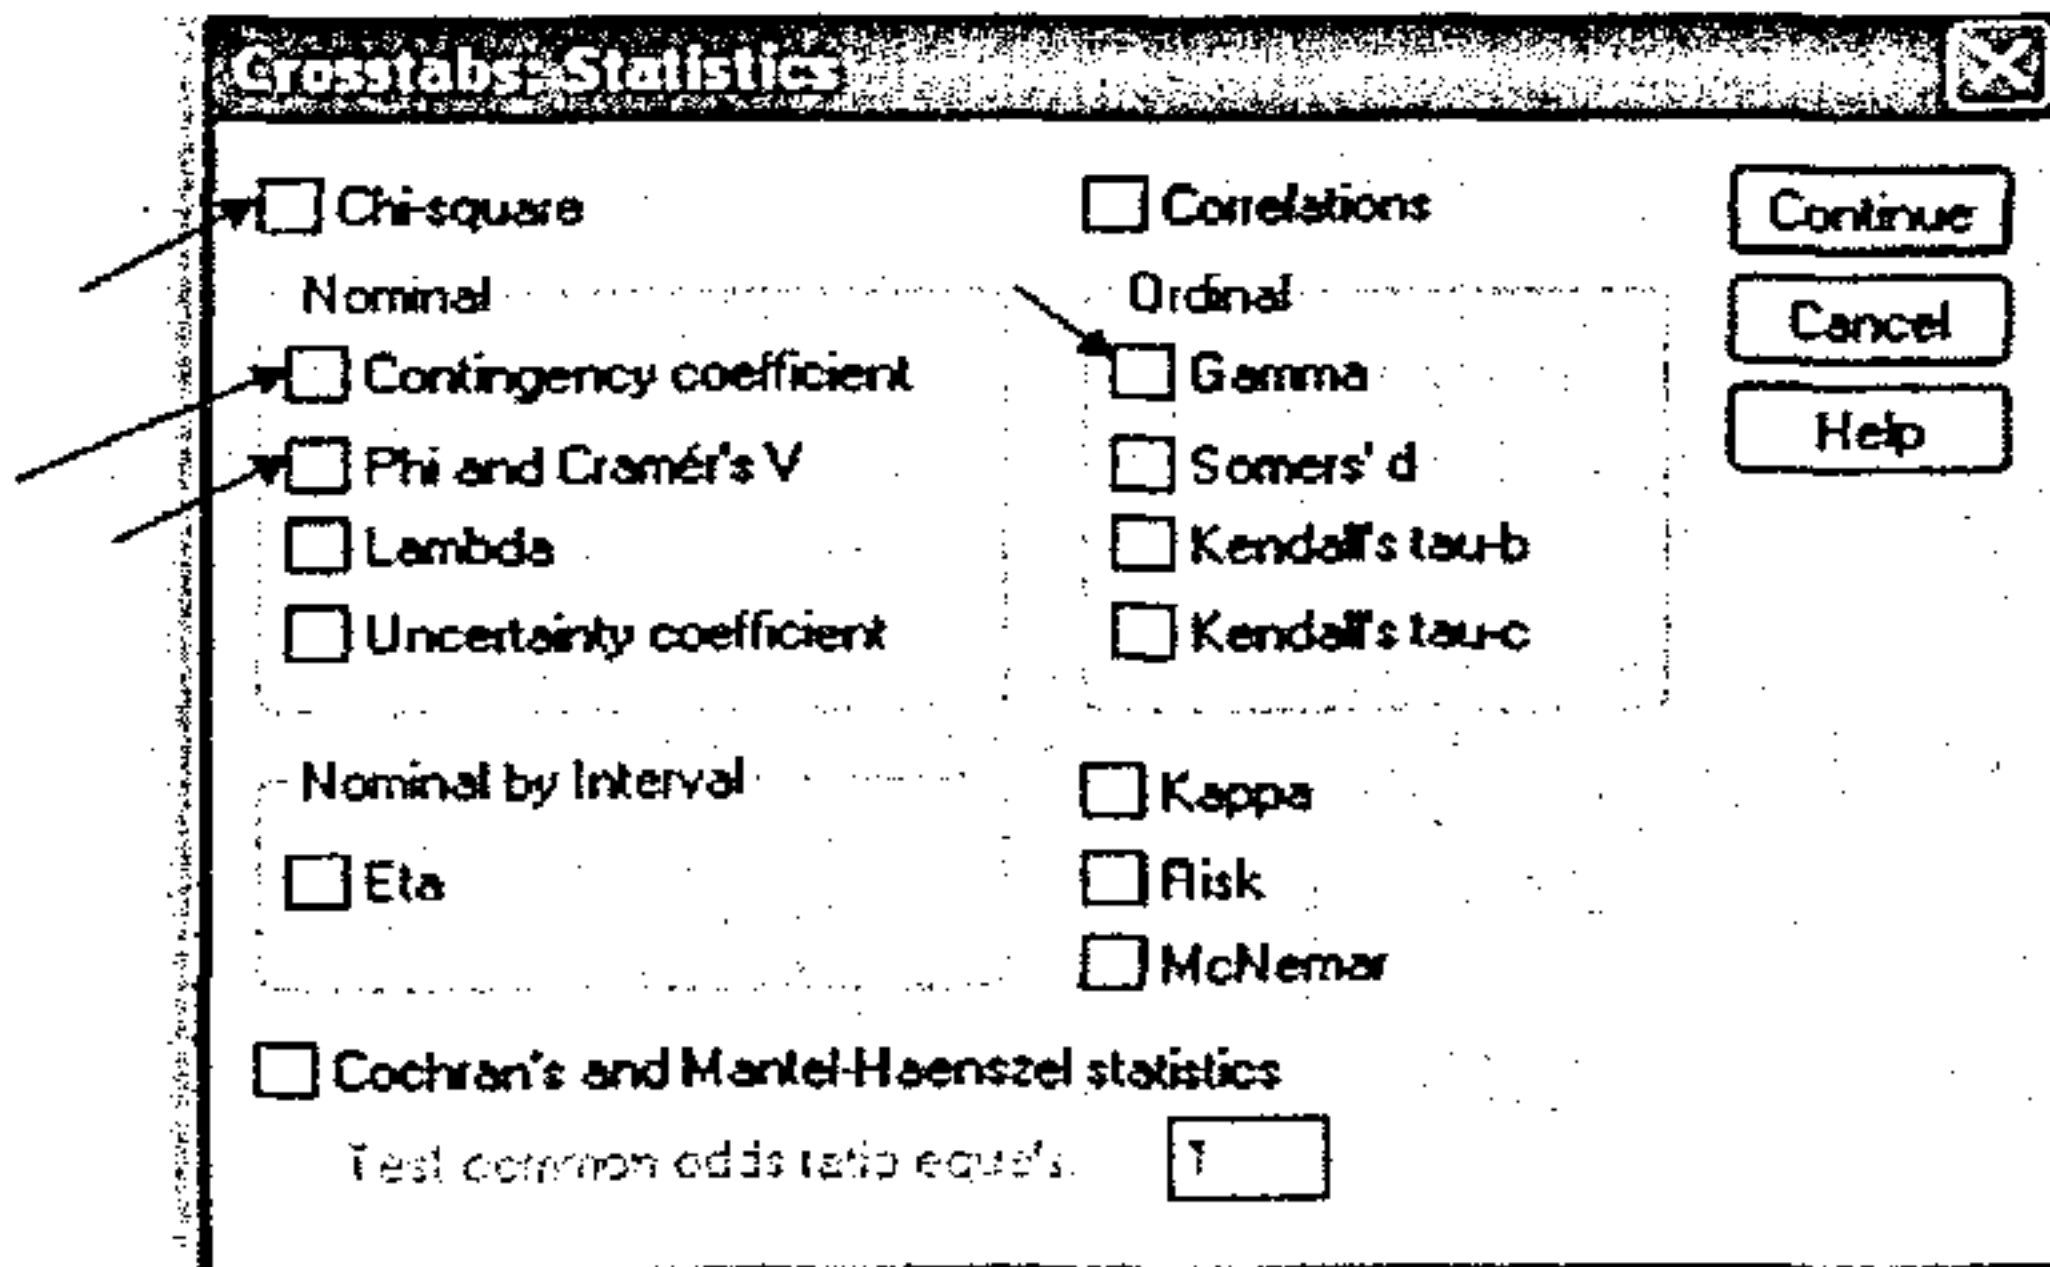 Crosstabs: Statistics
Chi-square
Correlations
Continue
Cancel
Help
Nominal
Contingency coefficient
Phi and Cramér's V
Lambda
Uncertainty coefficient
Ordinal
Gamma
Somers' d
Kendall's tau-b
Kendall's tau-c
Nominal by Interval
Eta
Kappa
Risk
McNemar
Cochran's and Mantel-Haenszel statistics
Test common odds ratio equals:
1